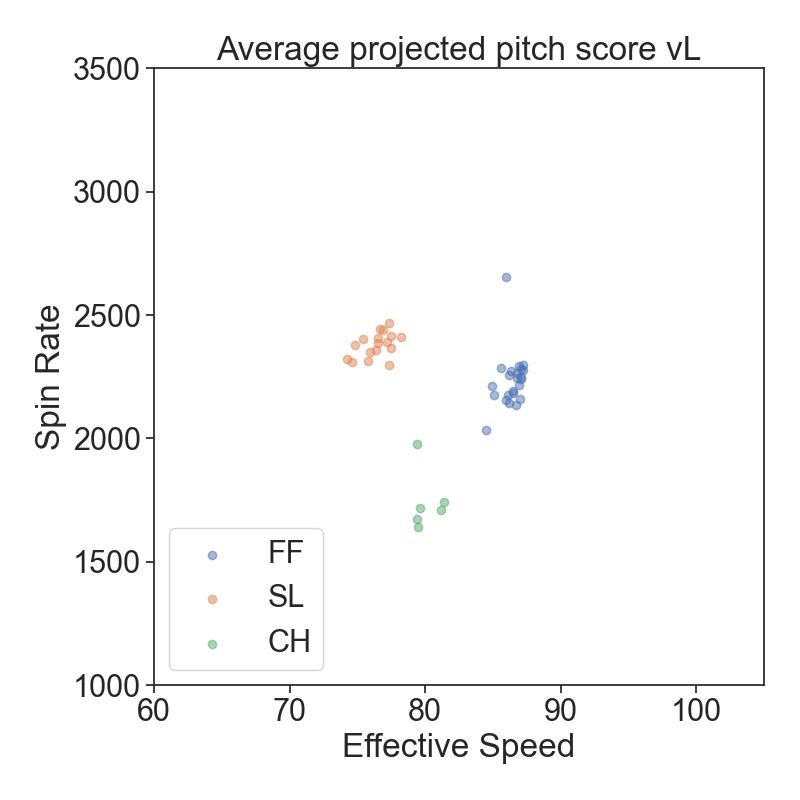 Average projected pitch score vL
3500
3000
2500
2000
1500
1000
Spin Rate
FF
SL
CH
60 70 80 90 100
Effective Speed